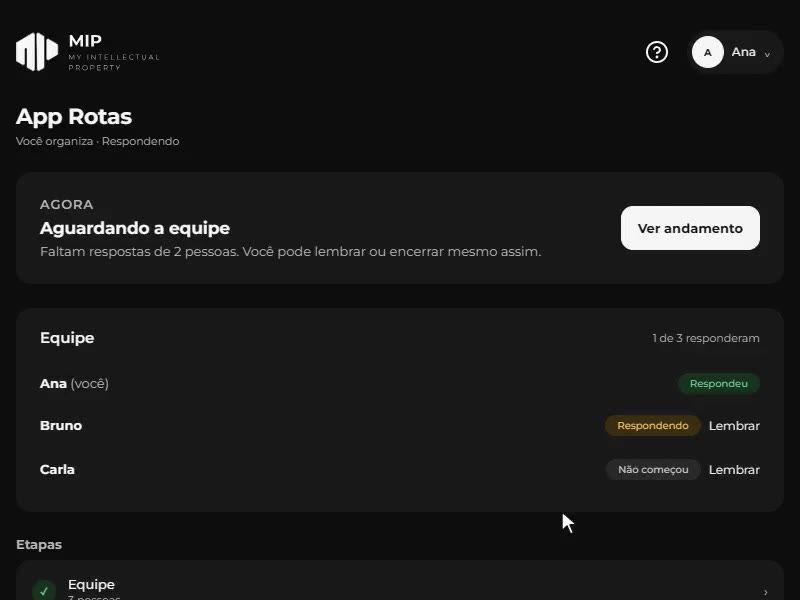 MIP
MY INTELLECTUAL
PROPERTY
A
Ana
App Rotas
Você organiza · Respondendo
AGORA
Aguardando a equipe
Faltam respostas de 2 pessoas. Você pode lembrar ou encerrar mesmo assim.
Ver andamento
Equipe
1 de 3 responderam
Ana (você)
Respondeu
Bruno
Respondendo
Lembrar
Carla
Não começou
Lembrar
Etapas
Equipe
3 pessoas